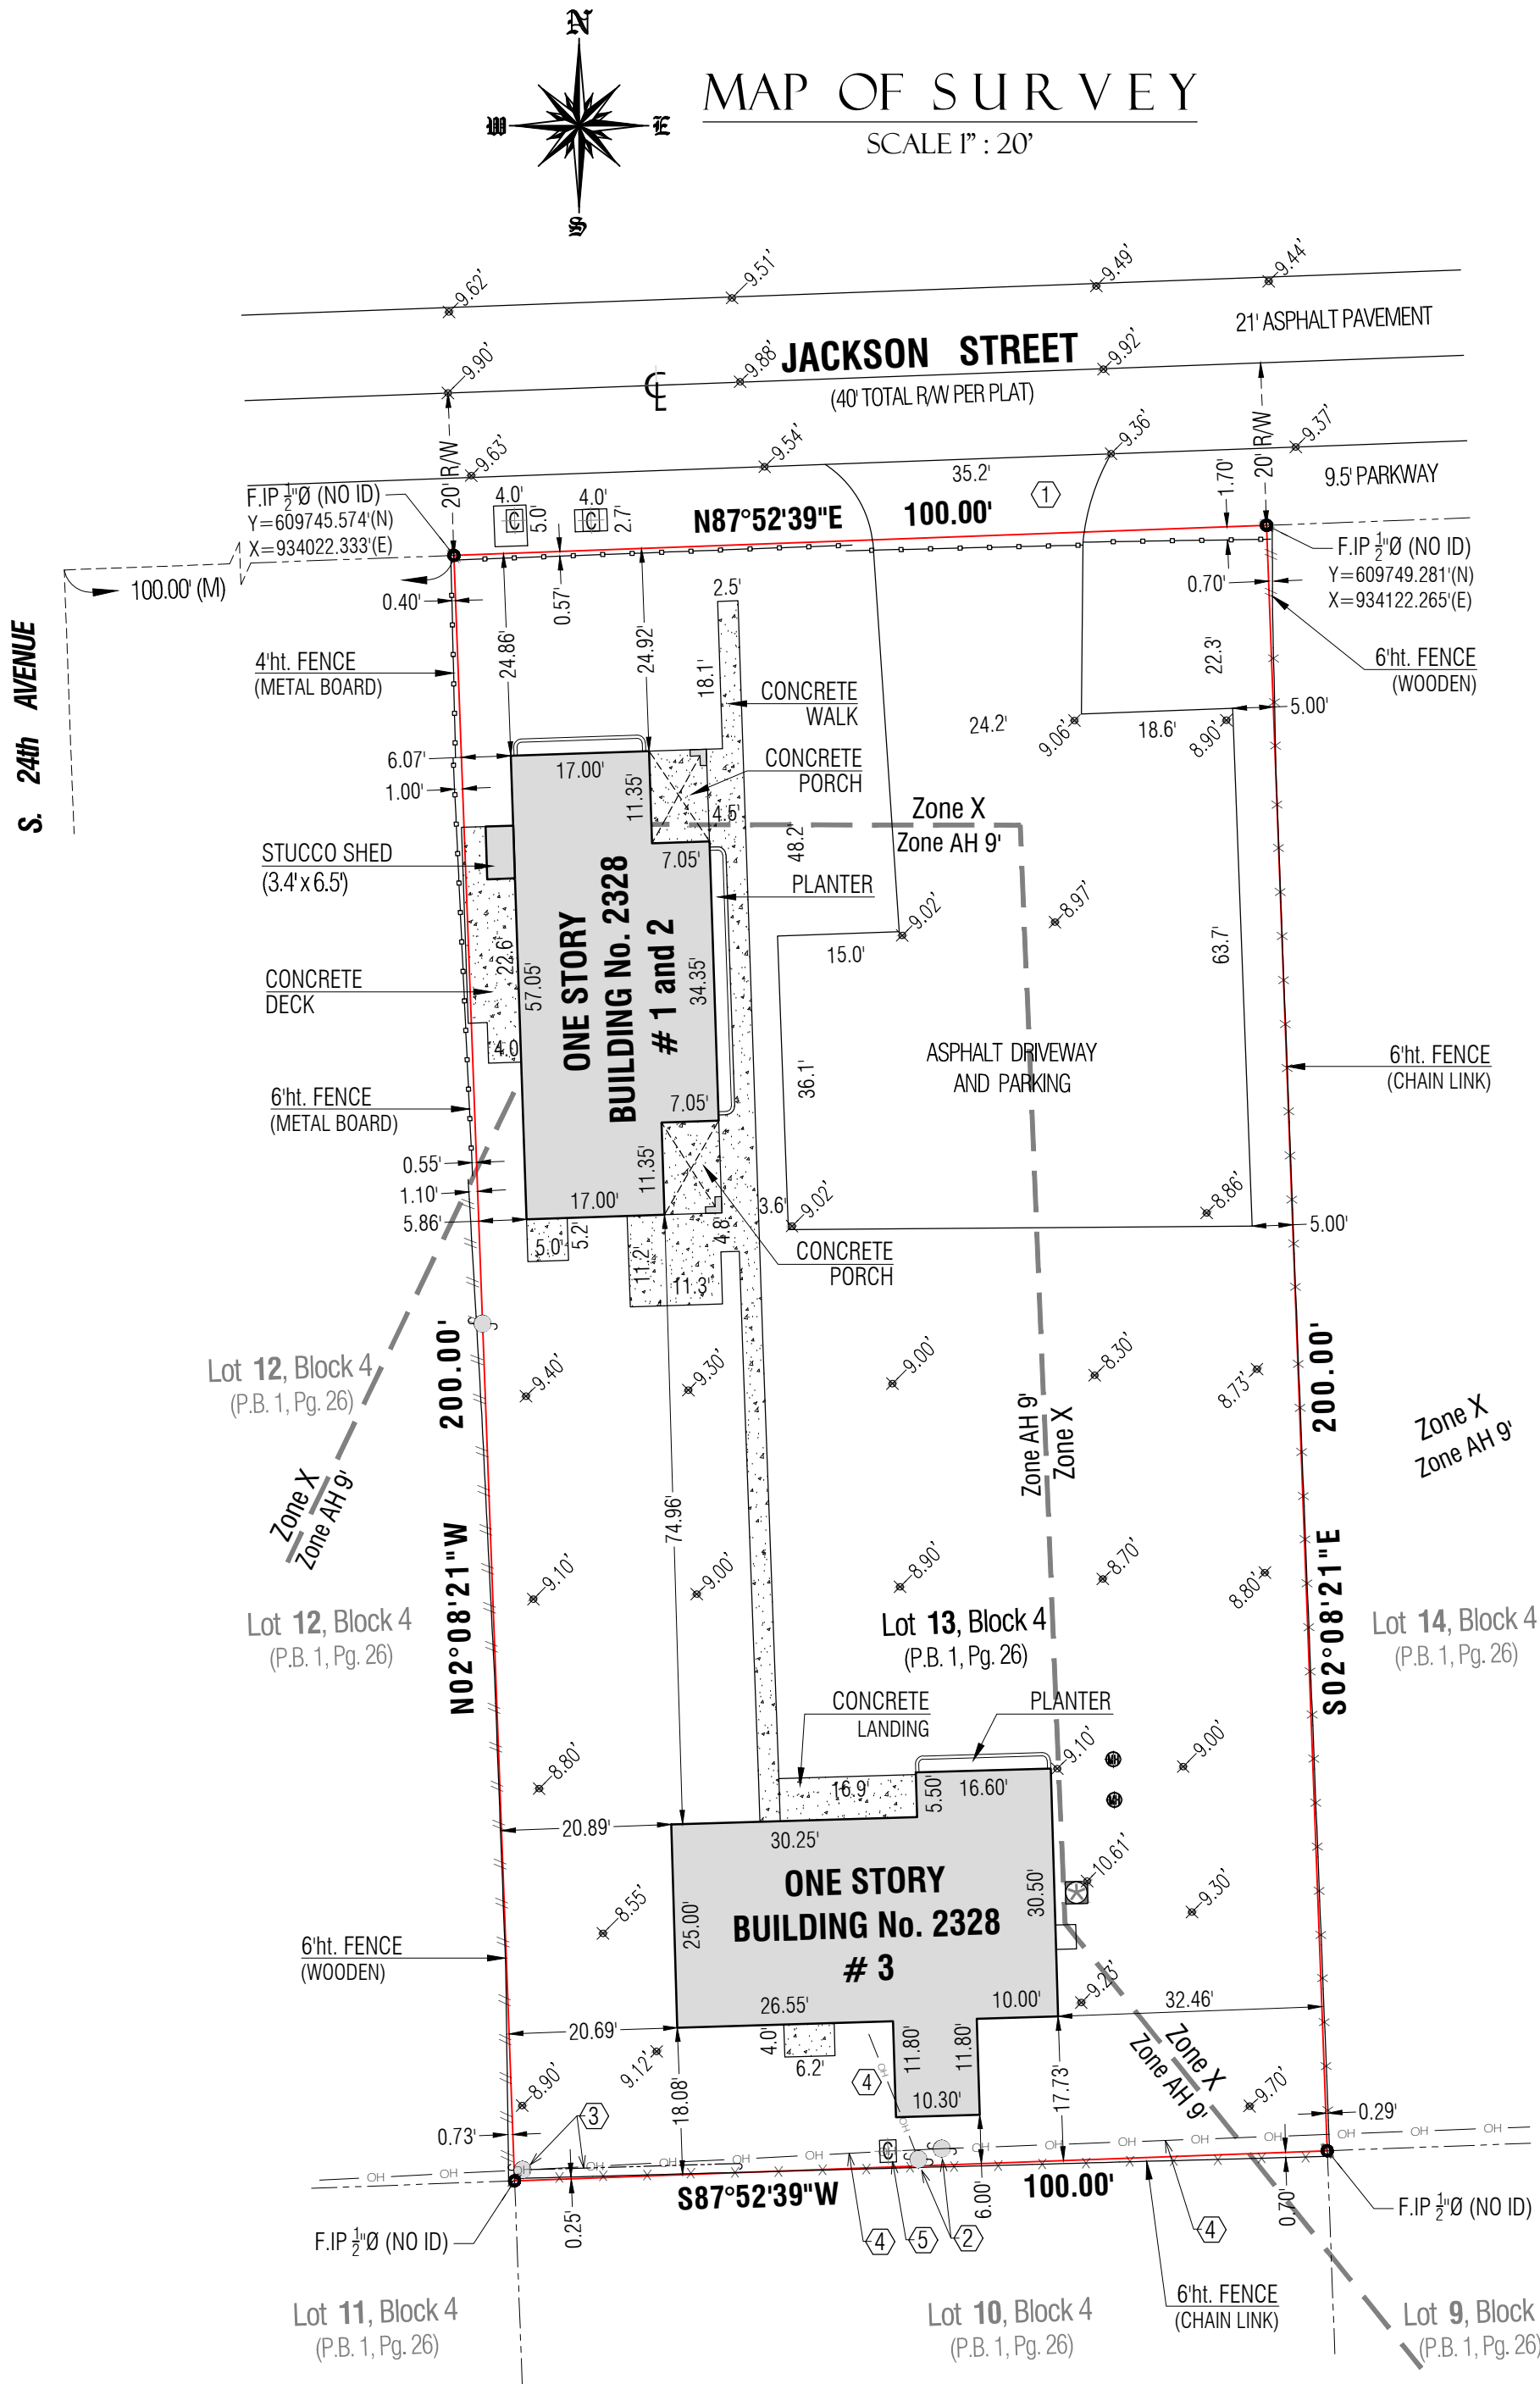 N
W
E
S
MAP OF SURVEY
SCALE 1" : 20'
9.62'
9.51'
9.49'
9.44'
21' ASPHALT PAVEMENT
JACKSON STREET
(40' TOTAL R/W PER PLAT)
9.90'
9.88'
9.92'
℄
20' R/W
20' R/W
9.63'
9.54'
9.36'
9.37'
35.2'
1
1.70'
9.5' PARKWAY
F.IP ½"Ø (NO ID)
Y=609745.574'(N)
X=934022.333'(E)
4.0'
4.0'
C
C
5.0'
2.7'
N87°52'39"E 100.00'
F.IP ½"Ø (NO ID)
Y=609749.281'(N)
X=934122.265'(E)
100.00' (M)
0.40'
0.57'
2.5'
0.70'
S. 24th AVENUE
24.86'
24.92'
18.1'
22.3'
4'ht. FENCE
(METAL BOARD)
6'ht. FENCE
(WOODEN)
CONCRETE
WALK
24.2'
9.06'
18.6'
8.90'
5.00'
6.07'
17.00'
11.35'
CONCRETE
PORCH
1.00'
4.5'
7.05'
48.2'
Zone X
Zone AH 9'
STUCCO SHED
(3.4' x 6.5')
PLANTER
9.02'
8.97'
15.0'
63.7'
22.6'
57.05'
ONE STORY
BUILDING No. 2328
# 1 and 2
34.35'
CONCRETE
DECK
4.0
36.1'
ASPHALT DRIVEWAY
AND PARKING
6'ht. FENCE
(CHAIN LINK)
6'ht. FENCE
(METAL BOARD)
7.05'
11.35'
0.55'
1.10'
5.86'
17.00'
3.6'
9.02'
8.86'
5.00'
5.0'
5.2'
11.2'
11.3'
4.8'
CONCRETE
PORCH
Lot 12, Block 4
(P.B. 1, Pg. 26)
200.00'
9.40'
9.30'
9.00'
8.30'
8.73'
200.00'
Zone X
Zone AH 9'
Zone AH 9'
Zone X
Zone X
Zone AH 9'
74.96'
N02°08'21"W
9.10'
9.00'
8.90'
8.70'
8.80'
S02°08'21"E
Lot 12, Block 4
(P.B. 1, Pg. 26)
Lot 13, Block 4
(P.B. 1, Pg. 26)
Lot 14, Block 4
(P.B. 1, Pg. 26)
CONCRETE
LANDING
PLANTER
8.80'
9.10'
9.00'
MH
MH
16.9'
5.50'
16.60'
20.89'
30.25'
10.61'
ONE STORY
BUILDING No. 2328
# 3
25.00'
30.50'
8.55'
9.30'
6'ht. FENCE
(WOODEN)
26.55'
10.00'
9.23'
32.46'
20.69'
9.12'
4.0'
6.2'
11.80'
11.80'
10.30'
Zone X
Zone AH 9'
4
OH
OH
8.90'
18.08'
17.73'
9.70'
0.73'
3
0.29'
OH OH OH OH OH OH OH OH OH OH OH OH
C
S87°52'39"W
100.00'
0.25'
6.00'
0.70'
F.IP ½"Ø (NO ID)
4
5
2
4
F.IP ½"Ø (NO ID)
Lot 11, Block 4
(P.B. 1, Pg. 26)
Lot 10, Block 4
(P.B. 1, Pg. 26)
6'ht. FENCE
(CHAIN LINK)
Lot 9, Block
(P.B. 1, Pg. 26)